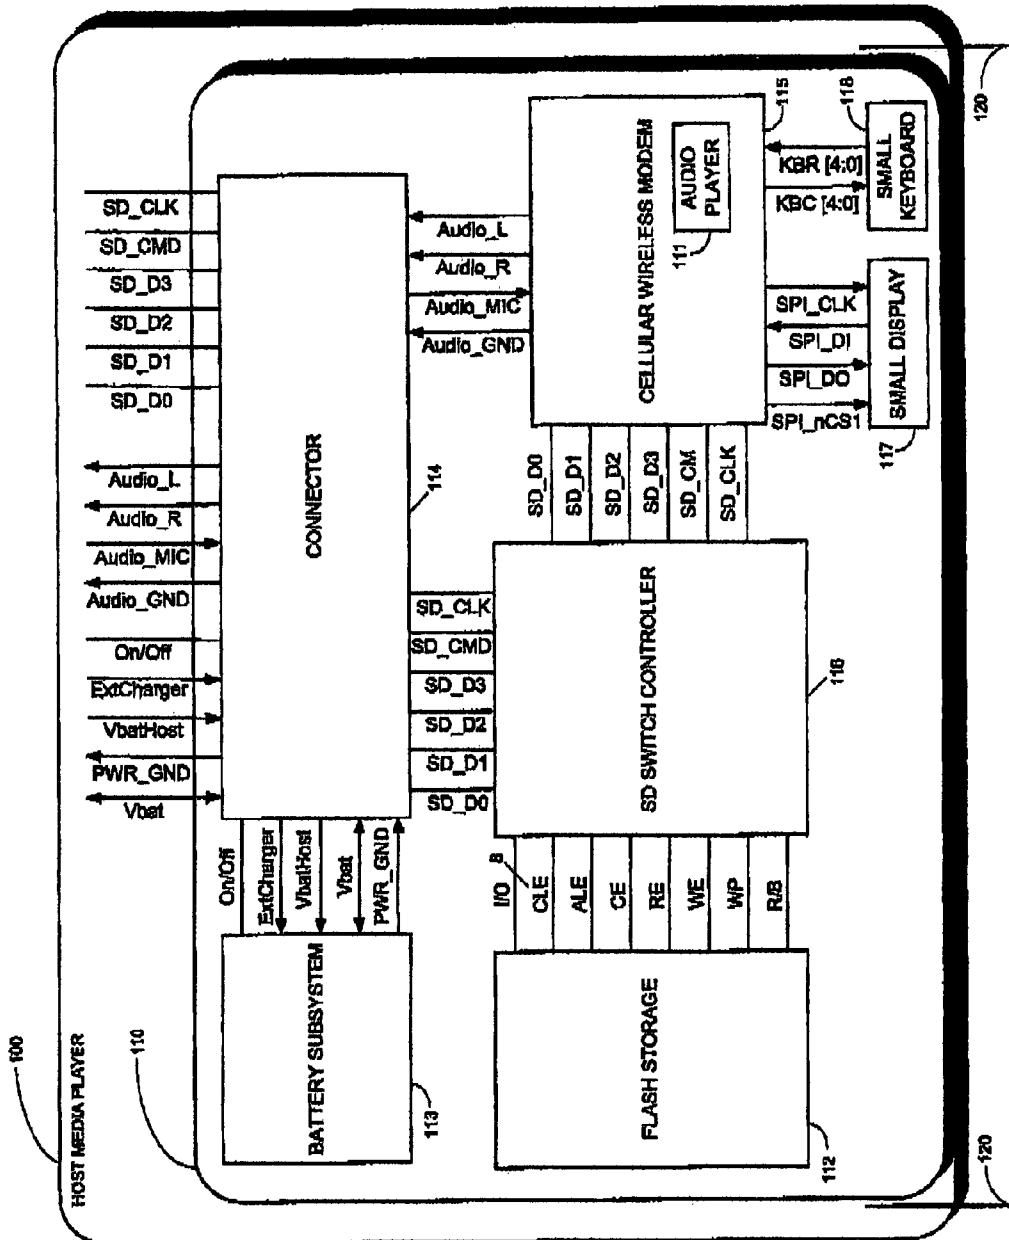 100
HOST MEDIA PLAYER
110
Vbat
PWR_GND
VbatHost
ExtCharger
On/Off
Audio_GND
Audio_MIC
Audio_R
Audio_L
SD_D0
SD_D1
SD_D2
SD_D3
SD_CMD
SD_CLK
BATTERY SUBSYSTEM
113
On/Off
ExtCharger
VbatHost
Vbat
PWR_GND
CONNECTOR
114
Audio_L
Audio_R
Audio_MIC
Audio_GND
SD_D0
SD_D1
SD_D2
SD_D3
SD_CMD
SD_CLK
FLASH STORAGE
112
I/O
8
CLE
ALE
CE
RE
WE
WP
R/B
SD SWITCH CONTROLLER
116
SD_D0
SD_D1
SD_D2
SD_D3
SD_CM
SD_CLK
CELLULAR WIRELESS MODEM
115
AUDIO
PLAYER
111
SPI_nCS1
SPI_DO
SPI_DI
SPI_CLK
KBC [4:0]
KBR [4:0]
SMALL DISPLAY
117
SMALL
KEYBOARD
118
120
120